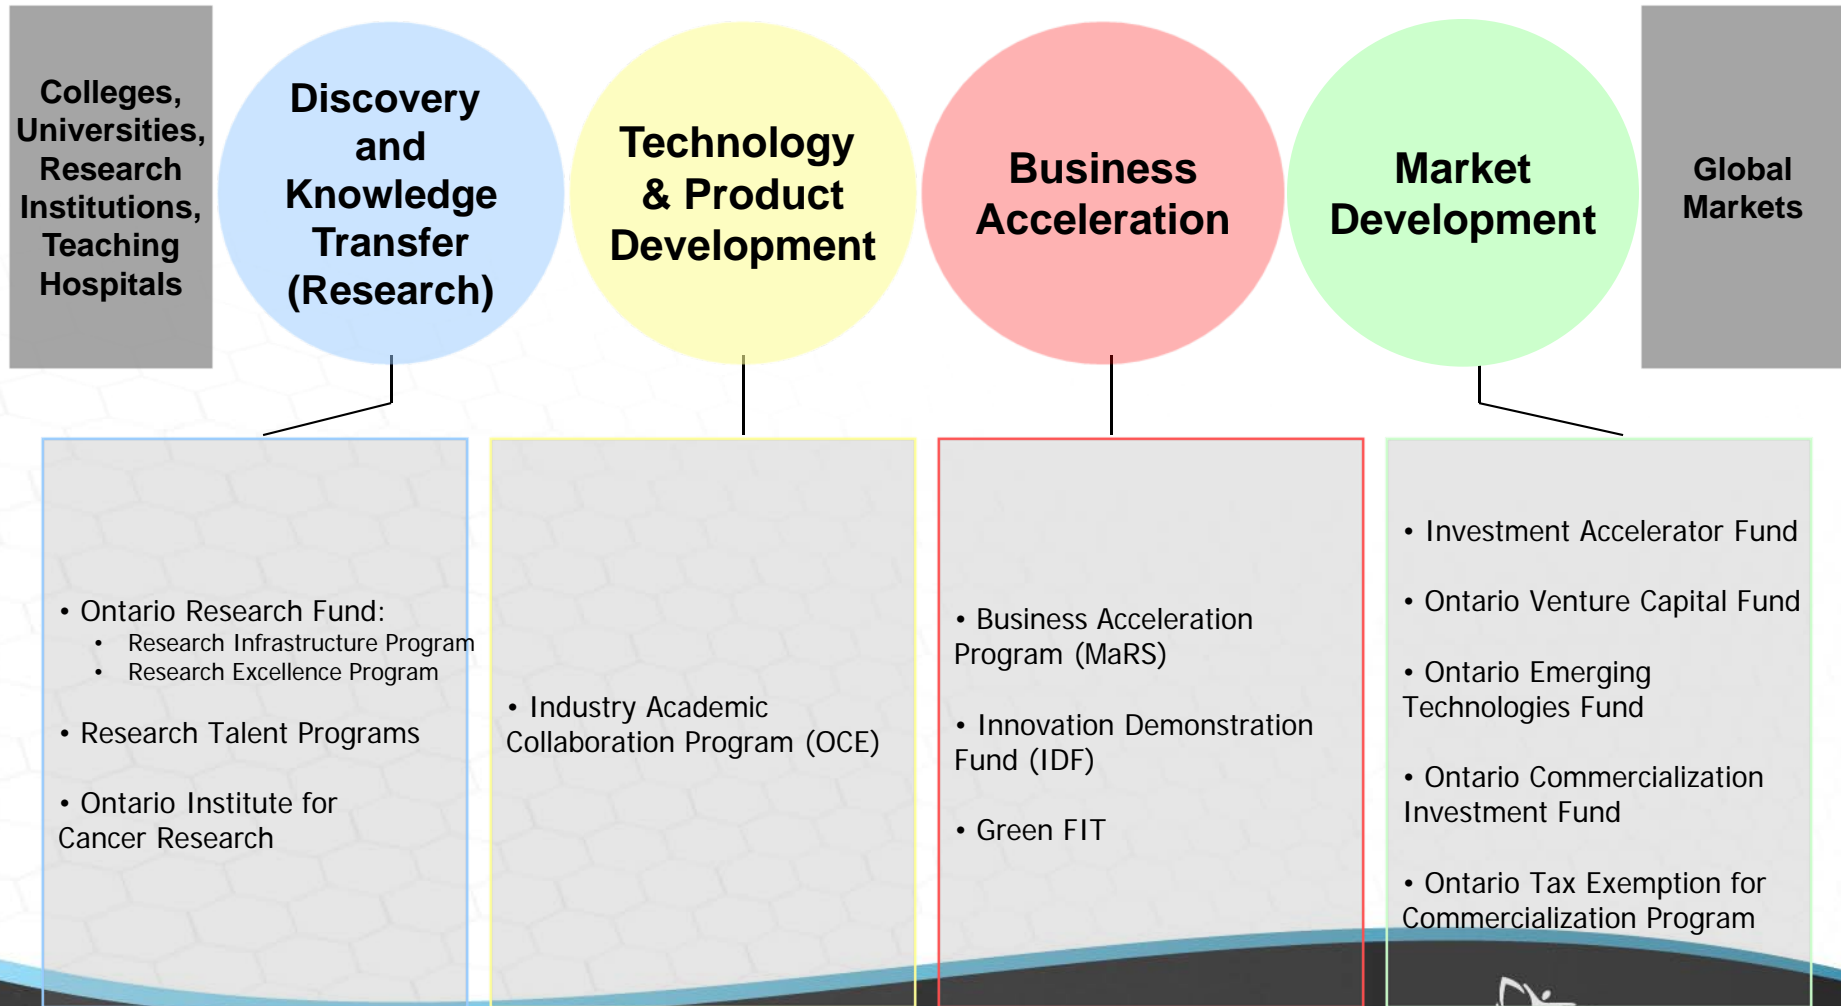 Colleges,
Universities,
Research
Institutions,
Teaching
Hospitals
Discovery
and
Knowledge
Transfer
(Research)
Technology
& Product
Development
Business
Acceleration
Market
Development
Global
Markets
• Ontario Research Fund:
• Research Infrastructure Program
• Research Excellence Program
• Research Talent Programs
• Ontario Institute for
Cancer Research
• Industry Academic
Collaboration Program (OCE)
• Business Acceleration
Program (MaRS)
• Innovation Demonstration
Fund (IDF)
• Green FIT
• Investment Accelerator Fund
• Ontario Venture Capital Fund
• Ontario Emerging
Technologies Fund
• Ontario Commercialization
Investment Fund
• Ontario Tax Exemption for
Commercialization Program